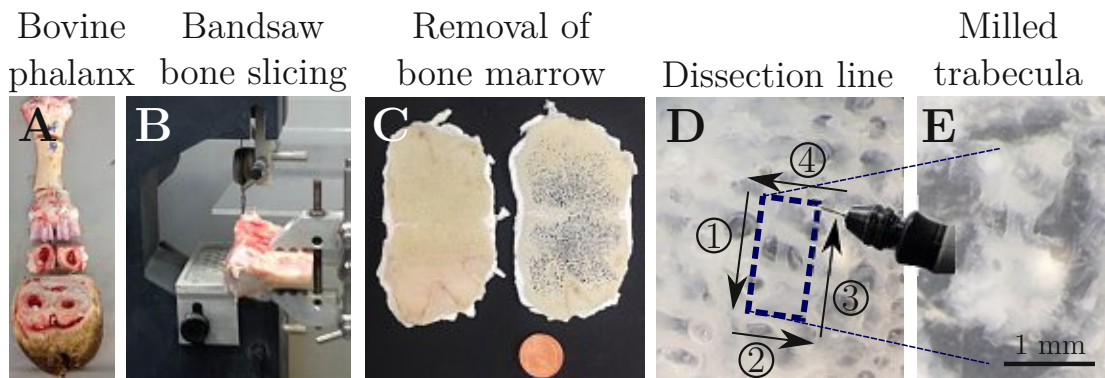 Bovine
phalanx
Bandsaw
bone slicing
Removal of
bone marrow
Dissection line
Milled
trabecula
A
B
C
D
E
④
①
③
②
1 mm